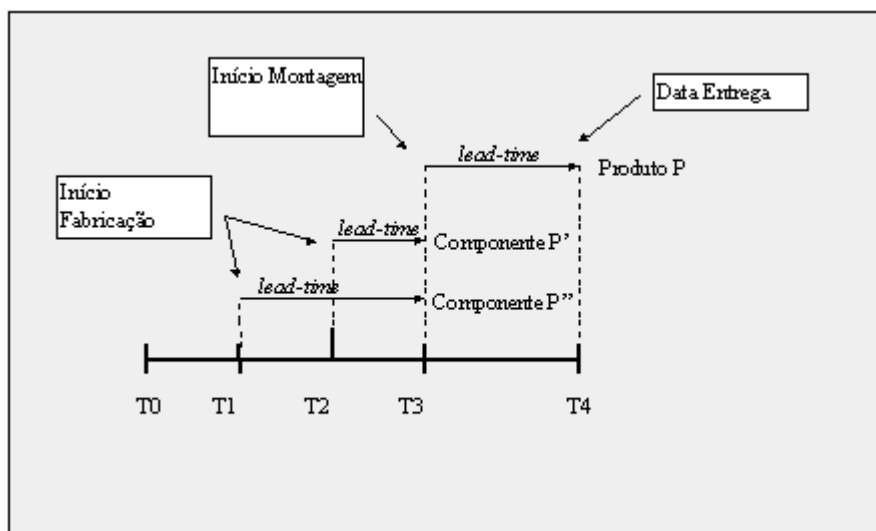 Início Montagem
Data Entrega
lead-time
Produto P
Início
Fabricação
lead-time
Componente P’
lead-time
Componente P”
T0 T1 T2 T3 T4